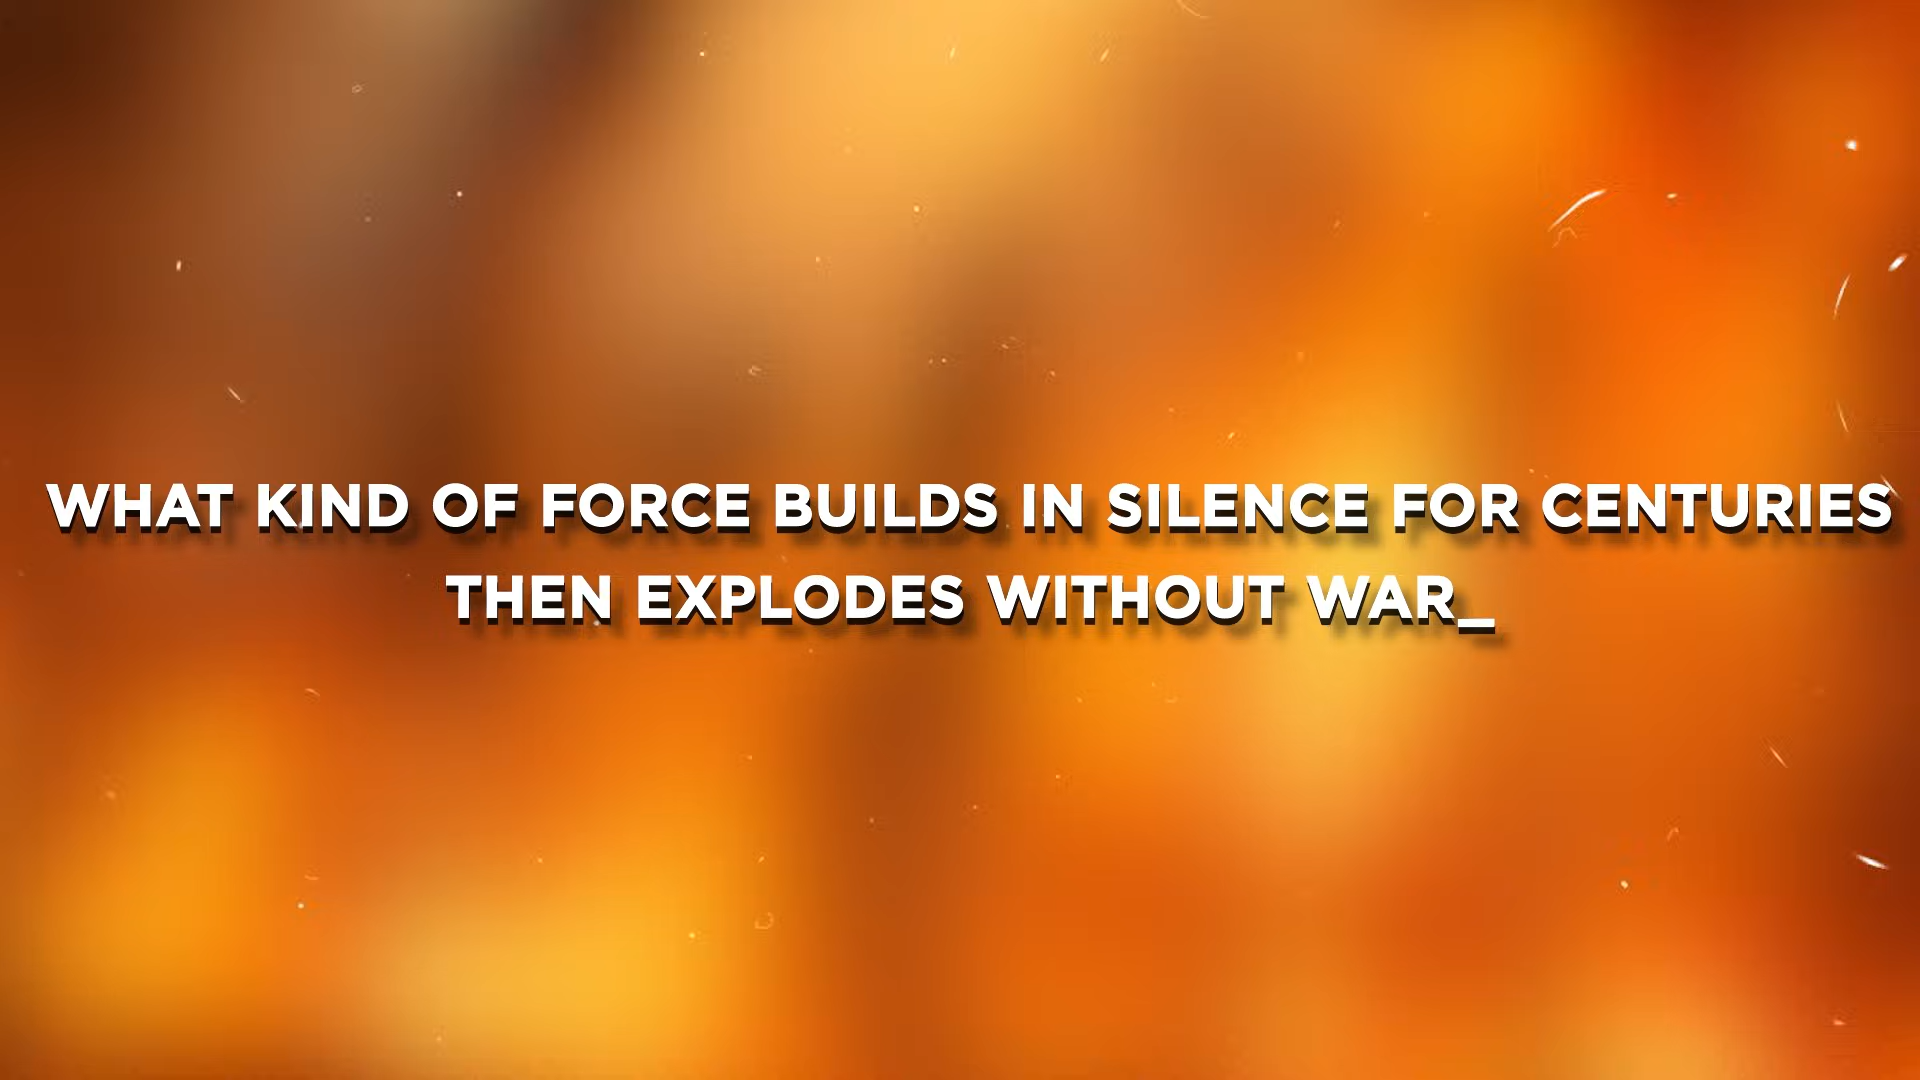 WHAT KIND OF FORCE BUILDS IN SILENCE FOR CENTURIES
THEN EXPLODES WITHOUT WAR_